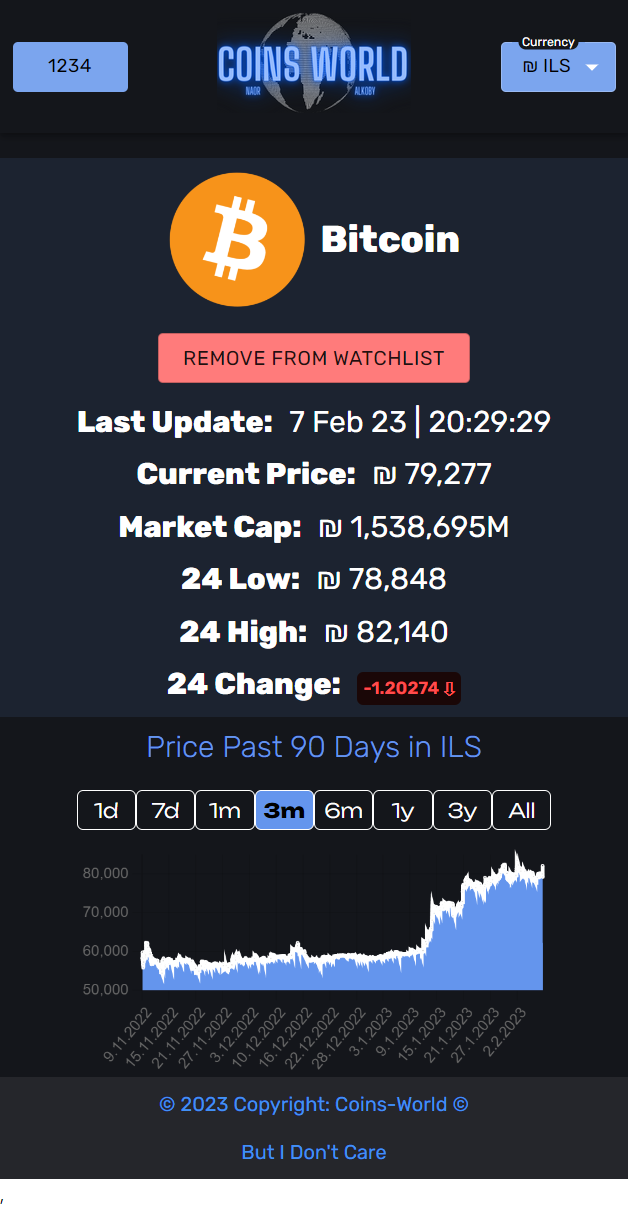 1234
COINS WORLD
NAOR ALKOBY
Currency
₪ ILS
Bitcoin
REMOVE FROM WATCHLIST
Last Update: 7 Feb 23 | 20:29:29
Current Price: ₪ 79,277
Market Cap: ₪ 1,538,695M
24 Low: ₪ 78,848
24 High: ₪ 82,140
24 Change: -1.20274 ⇩
Price Past 90 Days in ILS
1d 7d 1m 3m 6m 1y 3y All
80,000
70,000
60,000
50,000
9.11.2022 15.11.2022 21.11.2022 27.11.2022 3.12.2022 10.12.2022 16.12.2022 22.12.2022 28.12.2022 3.1.2023 9.1.2023 15.1.2023 21.1.2023 27.1.2023 2.2.2023
© 2023 Copyright: Coins-World ©
But I Don't Care
,